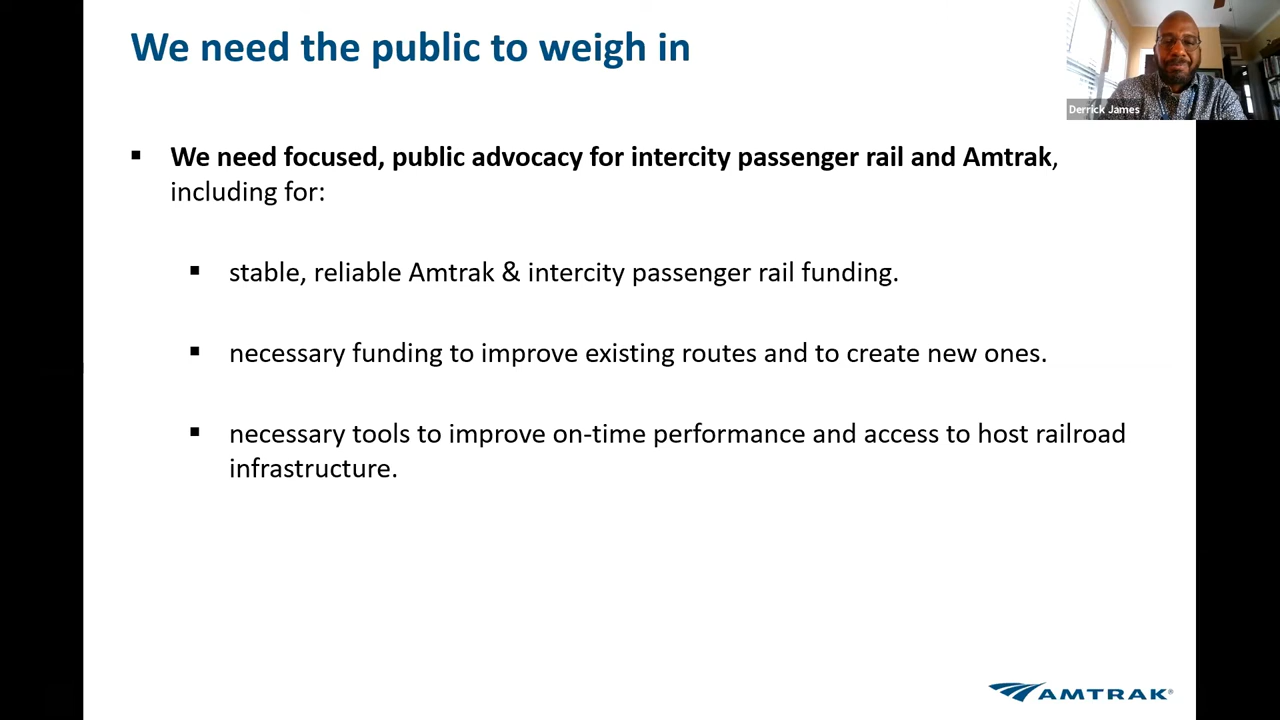 We need the public to weigh in
Derrick James
▪ We need focused, public advocacy for intercity passenger rail and Amtrak,
including for:
▪ stable, reliable Amtrak & intercity passenger rail funding.
▪ necessary funding to improve existing routes and to create new ones.
▪ necessary tools to improve on-time performance and access to host railroad
infrastructure.
AMTRAK®